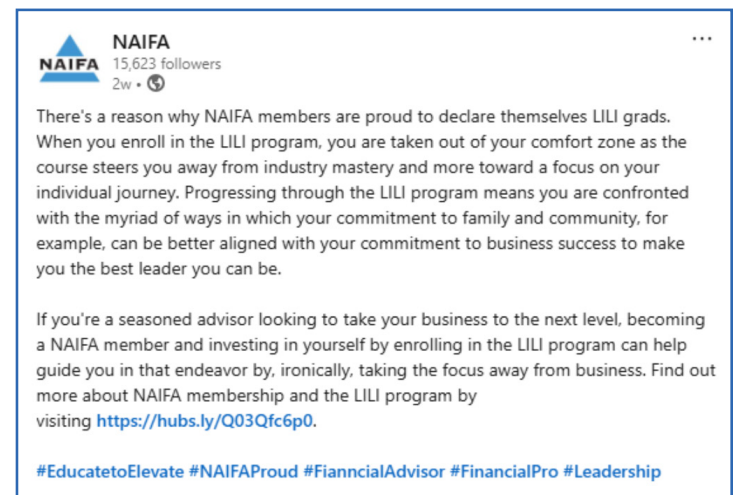 NAIFA
NAIFA
15,623 followers
2w •
There's a reason why NAIFA members are proud to declare themselves LILI grads.
When you enroll in the LILI program, you are taken out of your comfort zone as the
course steers you away from industry mastery and more toward a focus on your
individual journey. Progressing through the LILI program means you are confronted
with the myriad of ways in which your commitment to family and community, for
example, can be better aligned with your commitment to business success to make
you the best leader you can be.
If you're a seasoned advisor looking to take your business to the next level, becoming
a NAIFA member and investing in yourself by enrolling in the LILI program can help
guide you in that endeavor by, ironically, taking the focus away from business. Find out
more about NAIFA membership and the LILI program by
visiting https://hubs.ly/Q03Qfc6p0.
#EducatetoElevate #NAIFAProud #FianncialAdvisor #FinancialPro #Leadership